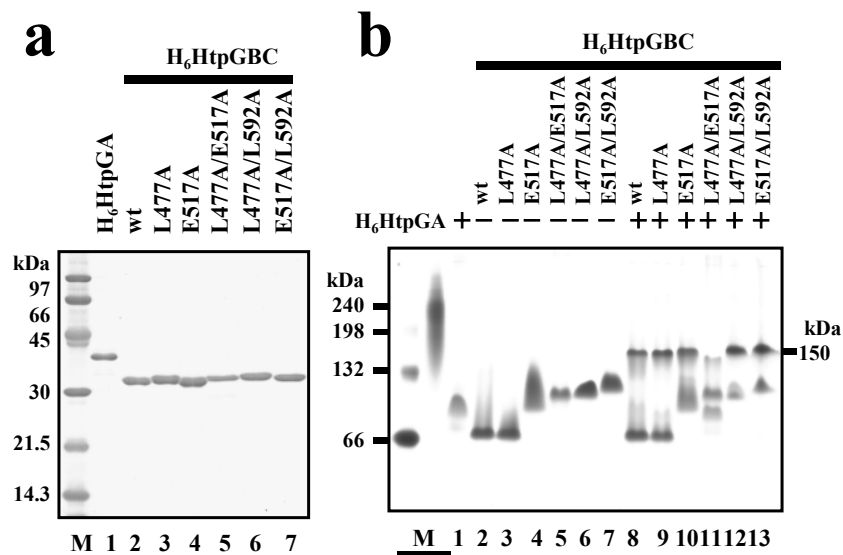 a
H6HtpGBC
H6HtpGA
wt
L477A
E517A
L477A/E517A
L477A/L592A
E517A/L592A
kDa
97
66
45
30
21.5
14.3
M 1 2 3 4 5 6 7
b
H6HtpGBC
wt
L477A
E517A
L477A/E517A
L477A/L592A
E517A/L592A
wt
L477A
E517A
L477A/E517A
L477A/L592A
E517A/L592A
H6HtpGA + − − − − − − + + + + + +
kDa
240
198
132
66
kDa
150
M 1 2 3 4 5 6 7 8 9 10 11 12 13